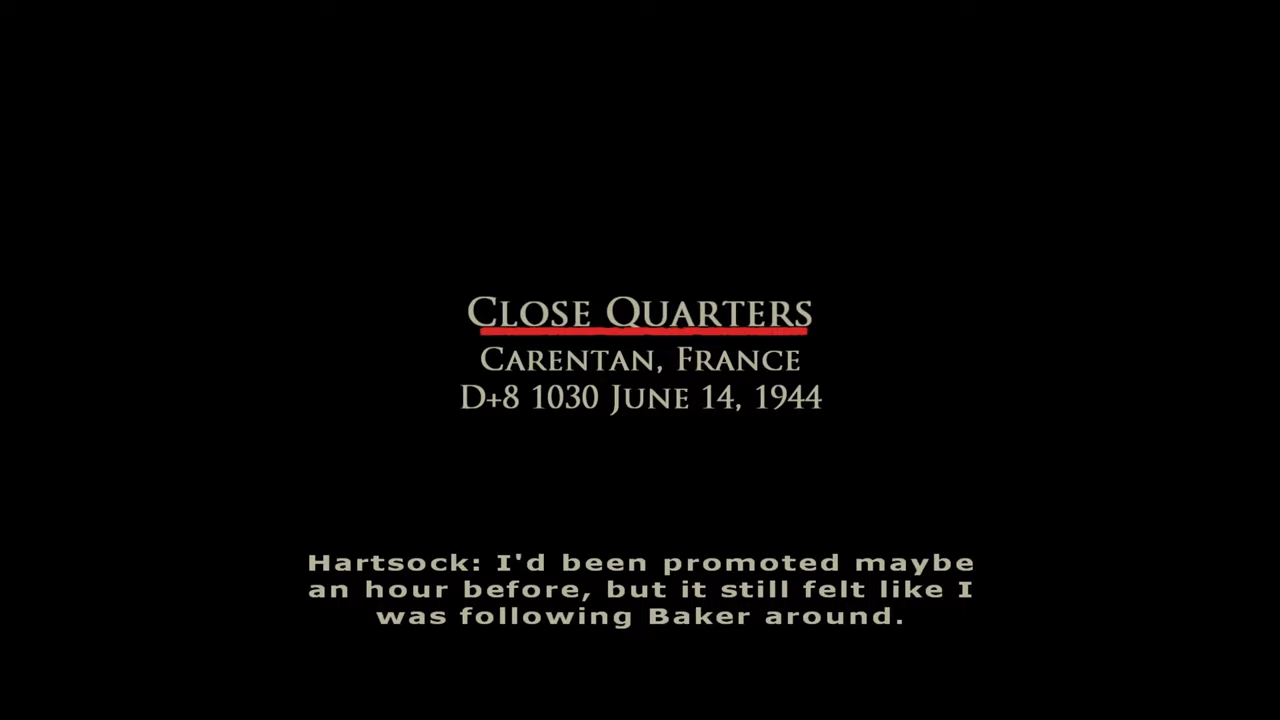 Close Quarters
Carentan, France
D+8 1030 June 14, 1944
Hartsock: I'd been promoted maybe
an hour before, but it still felt like I
was following Baker around.